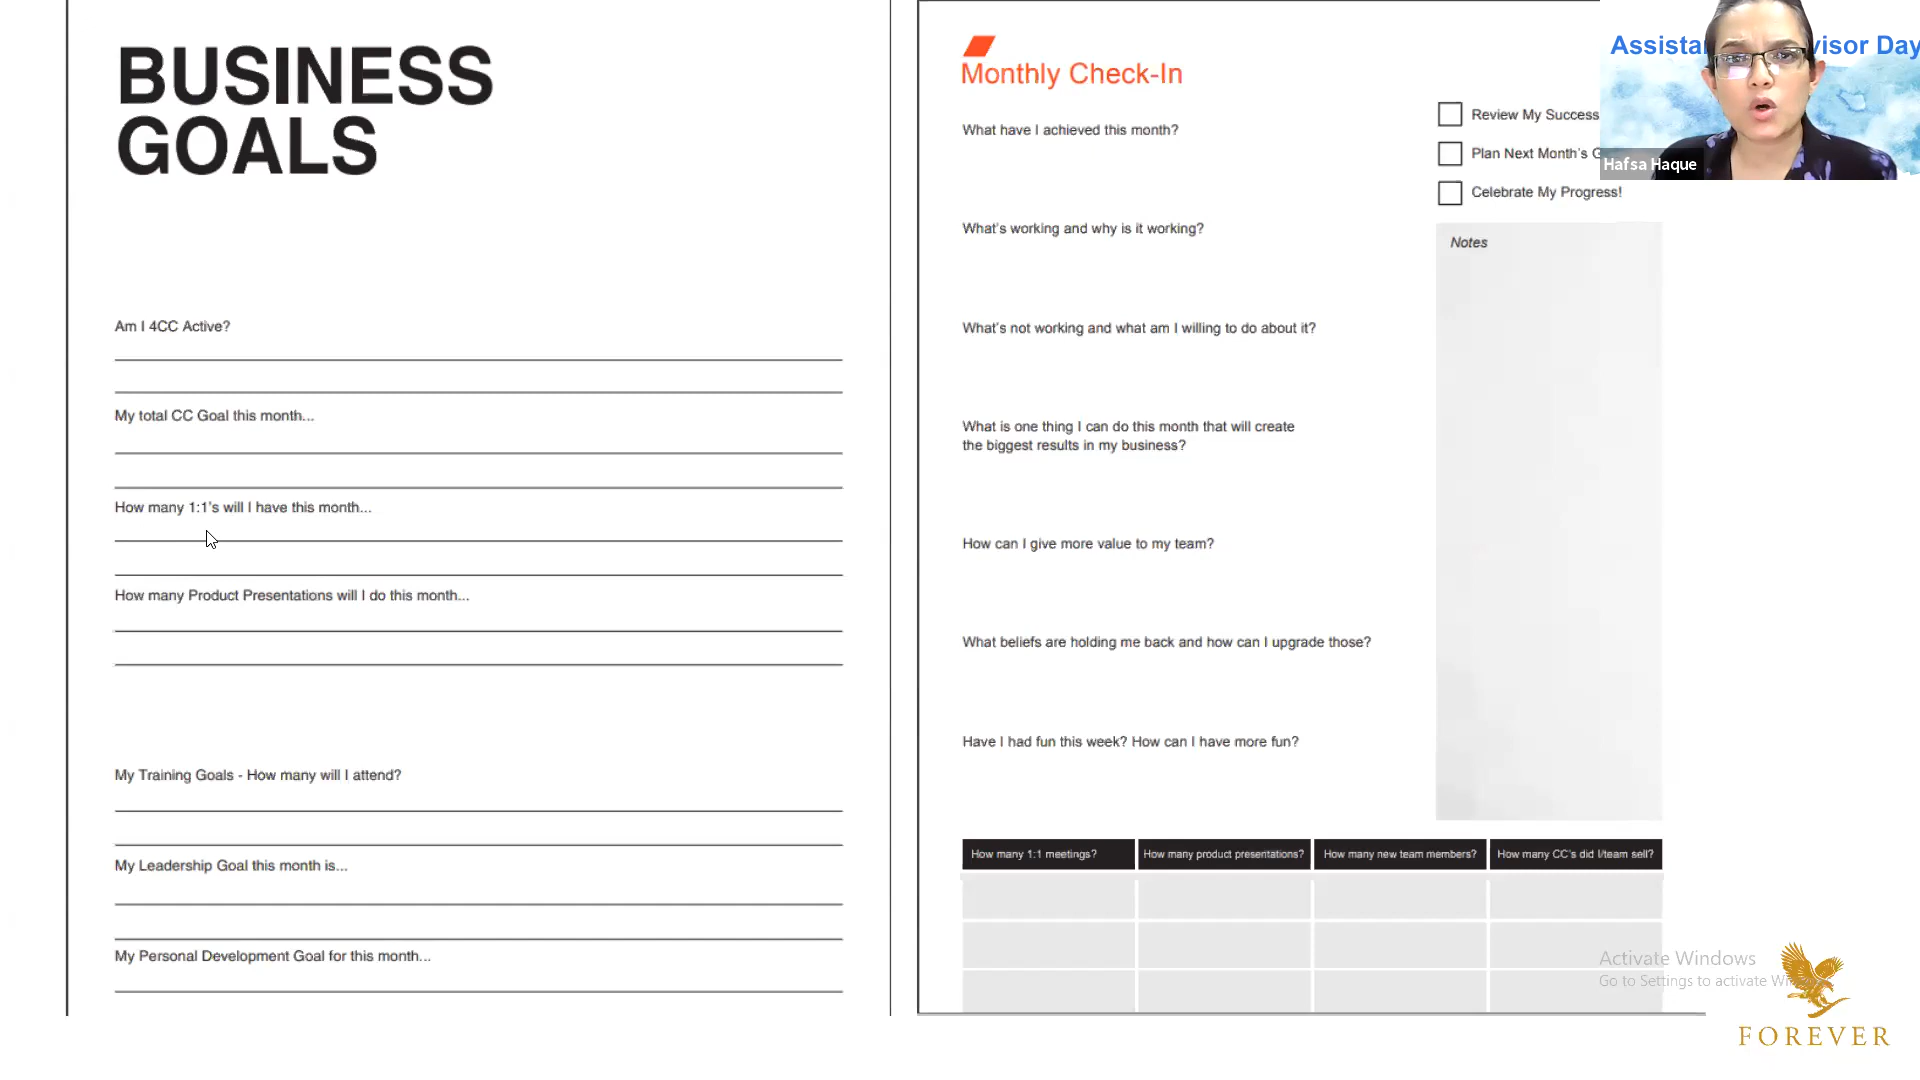 BUSINESS
GOALS
Am I 4CC Active?
My total CC Goal this month...
How many 1:1's will I have this month...
How many Product Presentations will I do this month...
My Training Goals - How many will I attend?
My Leadership Goal this month is...
My Personal Development Goal for this month...
Monthly Check-In
What have I achieved this month?
What's working and why is it working?
What's not working and what am I willing to do about it?
What is one thing I can do this month that will create
the biggest results in my business?
How can I give more value to my team?
What beliefs are holding me back and how can I upgrade those?
Have I had fun this week? How can I have more fun?
Review My Success
Plan Next Month's
Celebrate My Progress!
Notes
How many 1:1 meetings?
How many product presentations?
How many new team members?
How many CC's did I/team sell?
Day
Hafsa Haque
Activate Windows
Go to Settings to activate
FOREVER